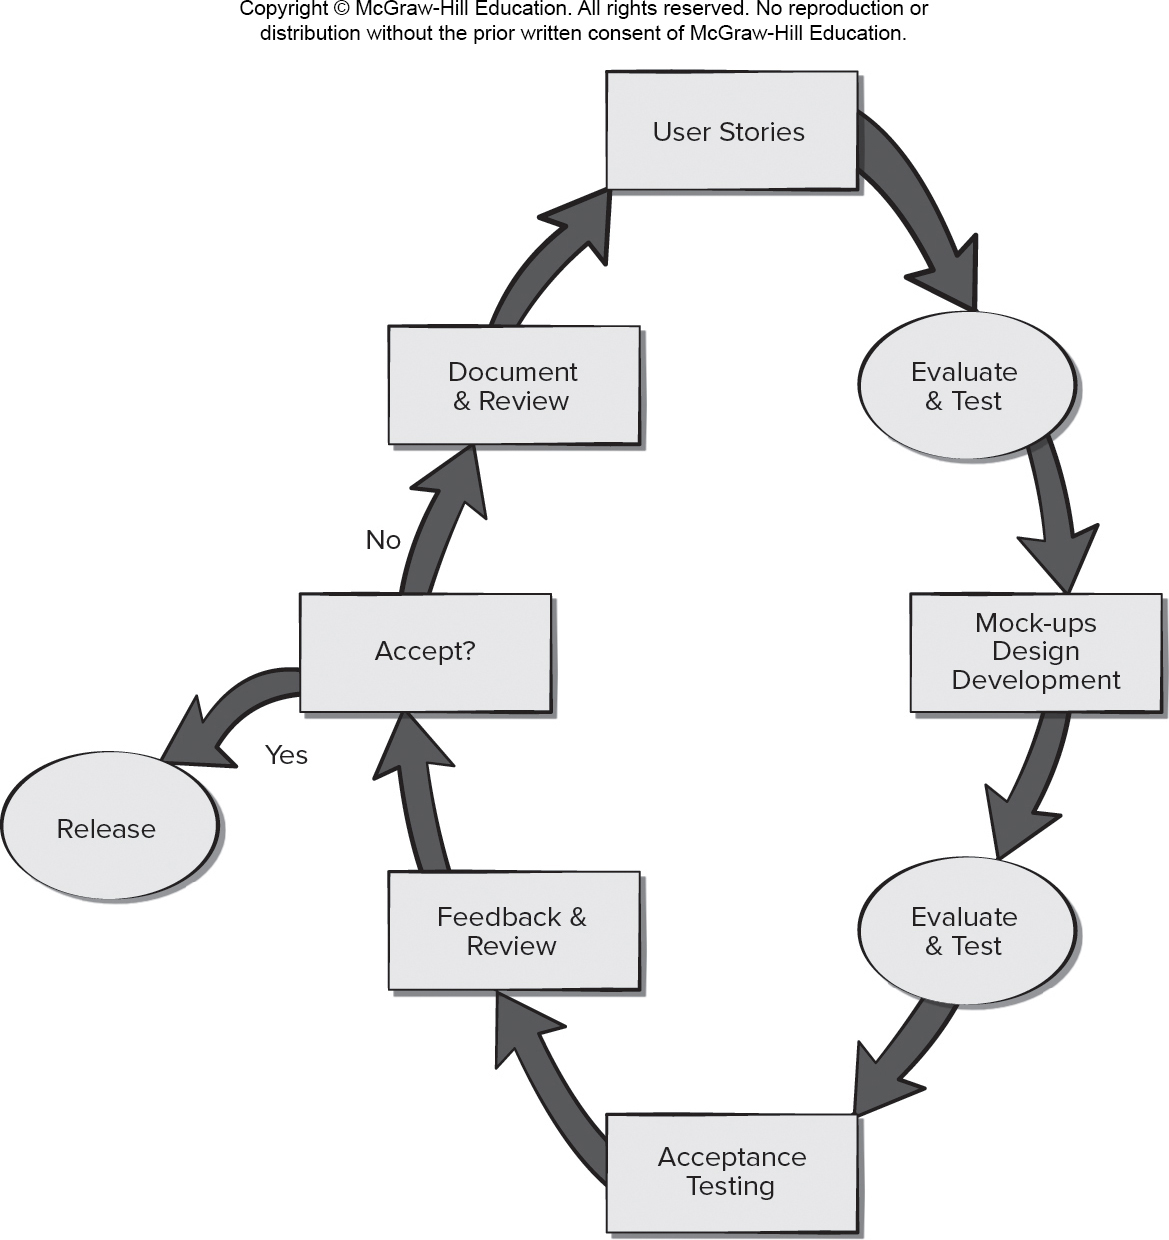 Copyright © McGraw-Hill Education. All rights reserved. No reproduction or
distribution without the prior written consent of McGraw-Hill Education.
User Stories
Evaluate
& Test
Mock-ups
Design
Development
Evaluate
& Test
Acceptance
Testing
Feedback &
Review
Accept?
Yes
Release
No
Document
& Review